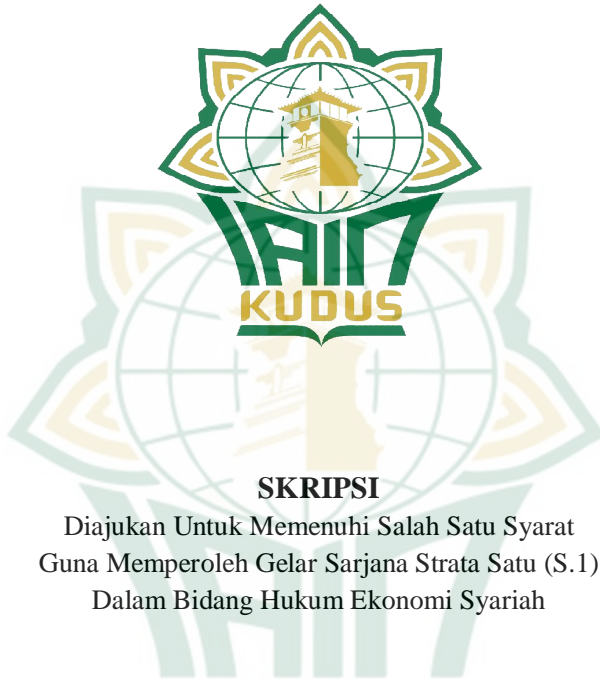 IAIN
KUDUS
SKRIPSI
Diajukan Untuk Memenuhi Salah Satu Syarat
Guna Memperoleh Gelar Sarjana Strata Satu (S.1)
Dalam Bidang Hukum Ekonomi Syariah